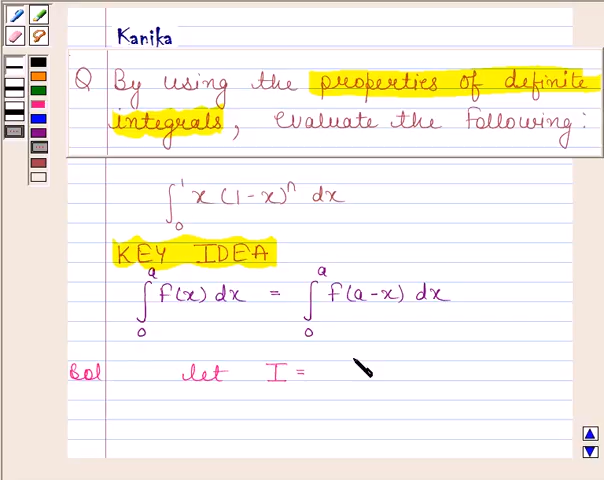 Kanika
Q By using the properties of definite
integrals, evaluate the following:
∫₀¹ x (1-x)ⁿ dx
KEY IDEA
∫₀ᵃ f(x) dx = ∫₀ᵃ f(a-x) dx
Sol let I =